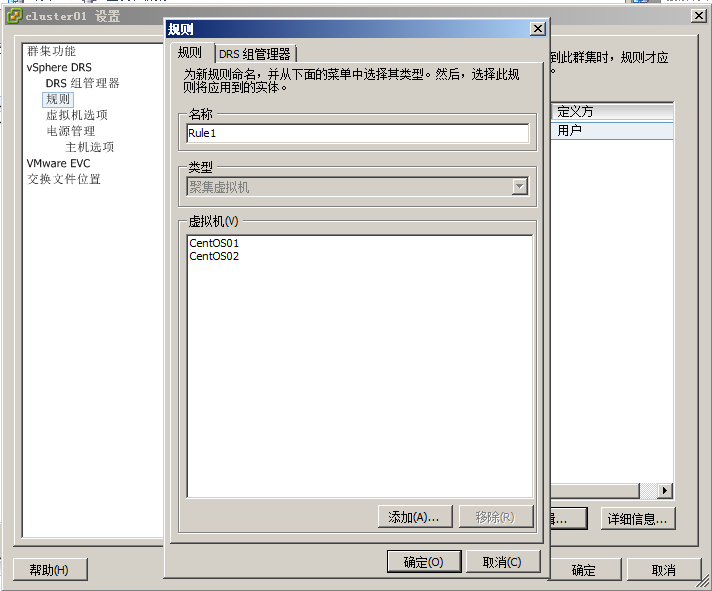 cluster01 设置
群集功能
vSphere DRS
DRS 组管理器
规则
虚拟机选项
电源管理
主机选项
VMware EVC
交换文件位置
规则
规则
DRS 组管理器
为新规则命名，并从下面的菜单中选择其类型。然后，选择此规
则将应用到的实体。
名称
Rule1
类型
聚集虚拟机
虚拟机(V)
CentOS01
CentOS02
添加(A)...
移除(R)
确定(O)
取消(C)
到此群集时，规则才应
。
定义方
用户
...
详细信息...
帮助(H)
确定
取消